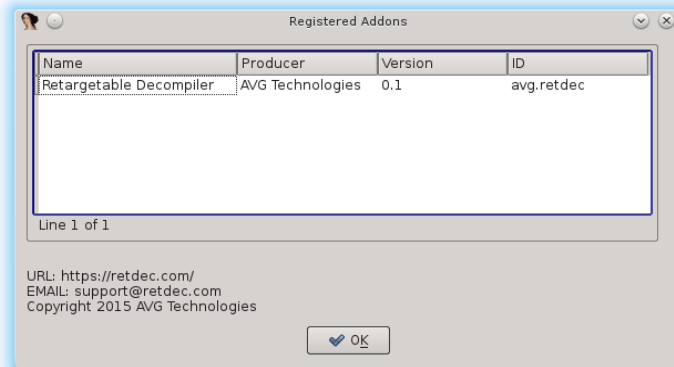 Registered Addons
Name Producer Version ID
Retargetable Decompiler AVG Technologies 0.1 avg.retdec
Line 1 of 1
URL: https://retdec.com/
EMAIL: support@retdec.com
Copyright 2015 AVG Technologies
OK